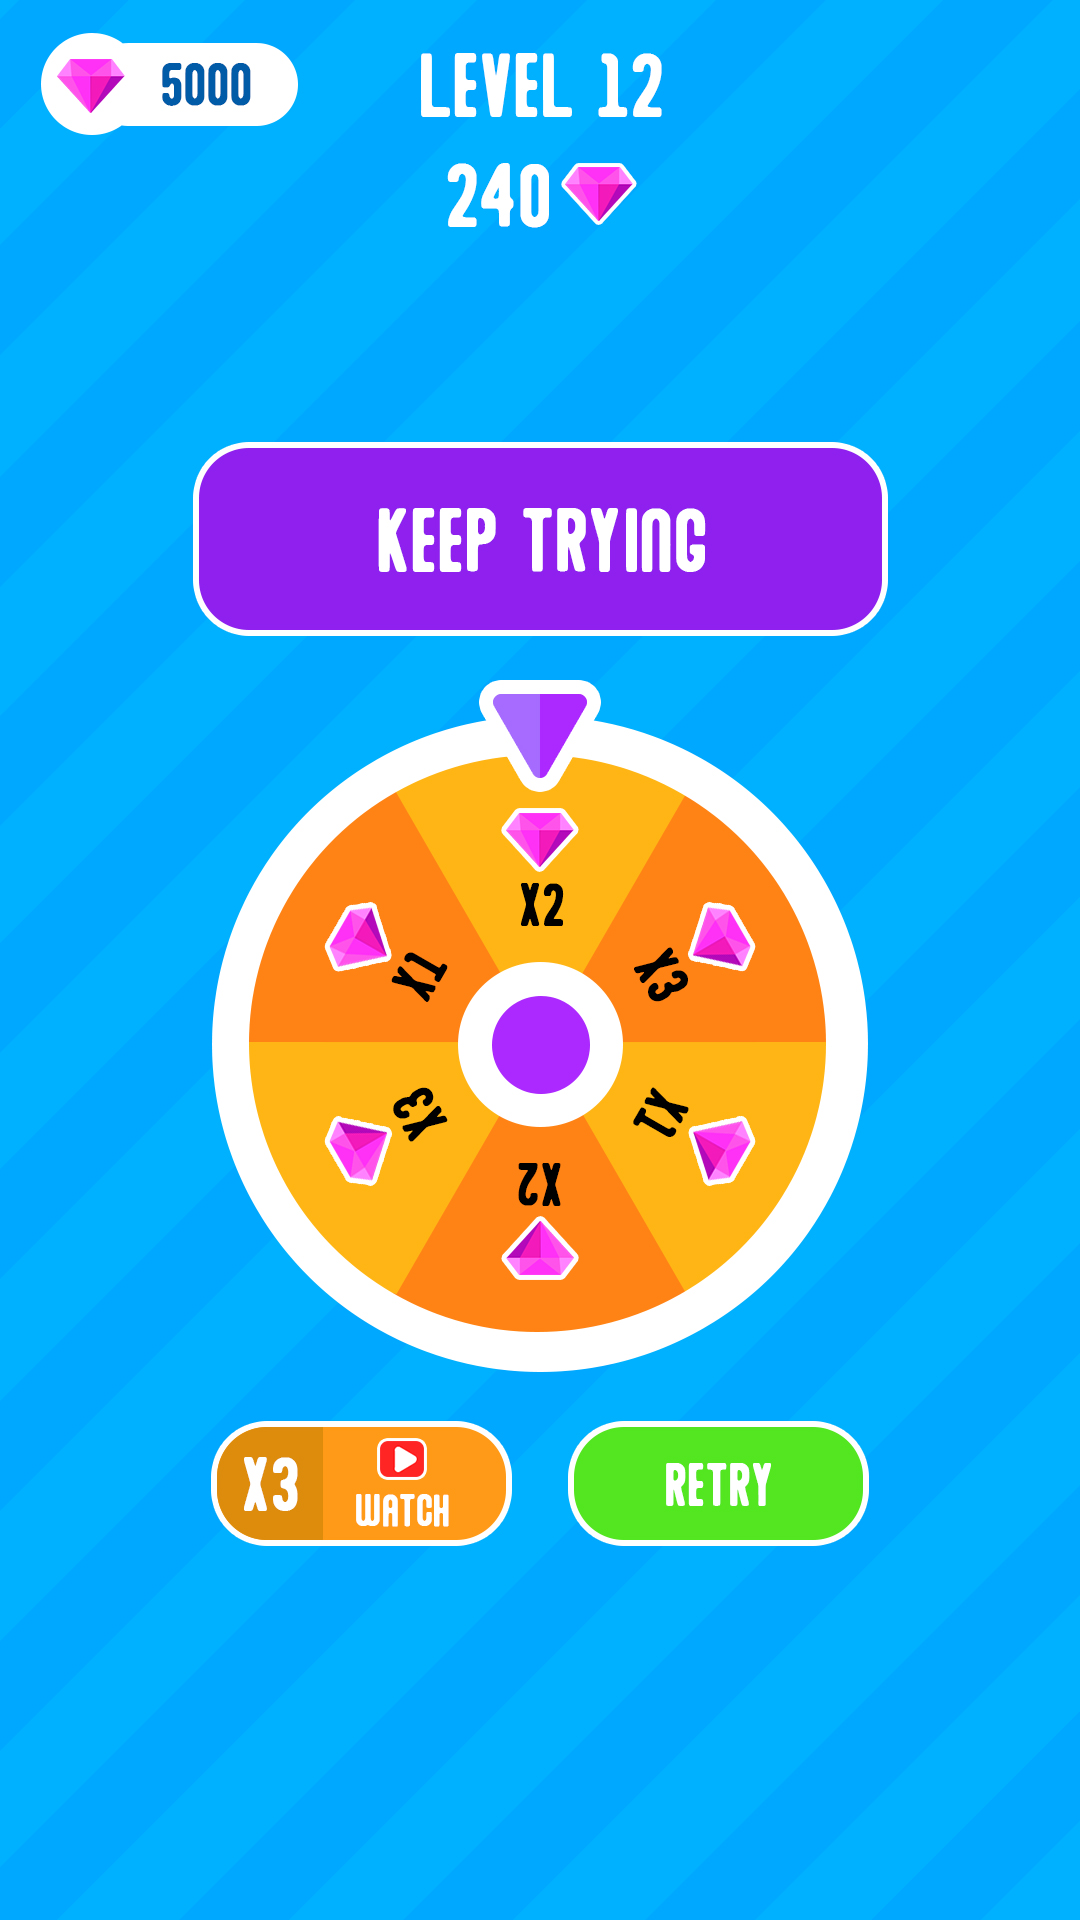 5000
LEVEL 12
240
KEEP TRYING
X2
X1
X3
X3
X1
X2
X3
WATCH
RETRY